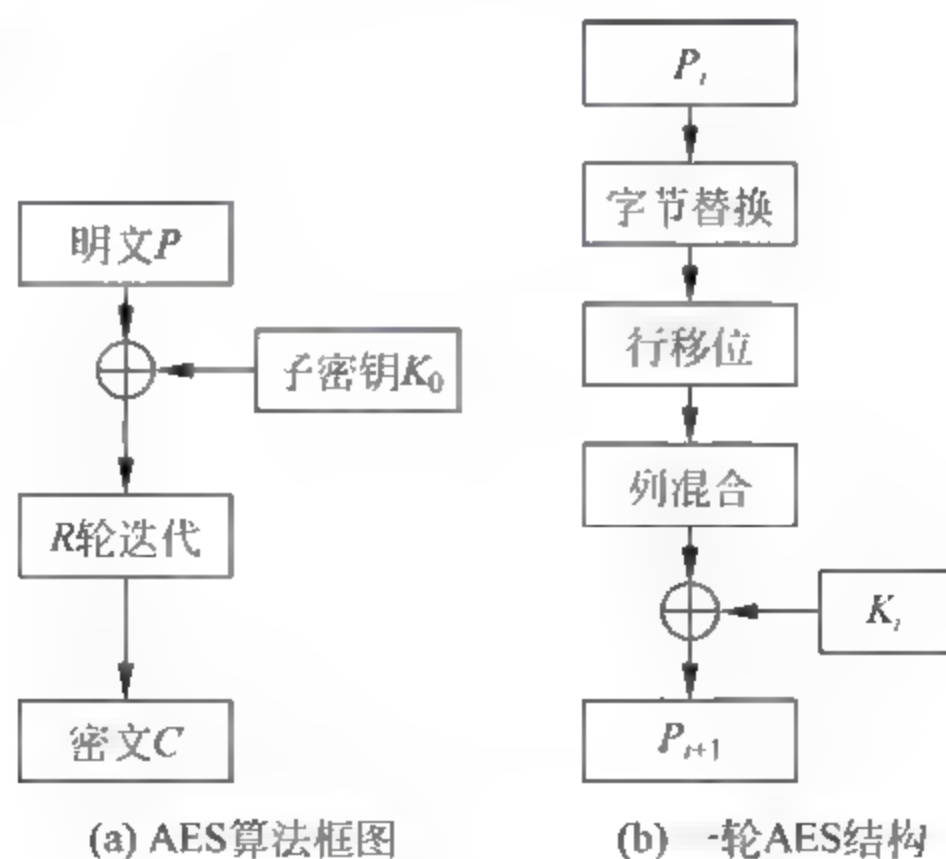 明文P
子密钥K₀
R轮迭代
密文C
(a) AES算法框图
Pᵢ
字节替换
行移位
列混合
Kᵢ
Pᵢ₊₁
(b) 一轮AES结构